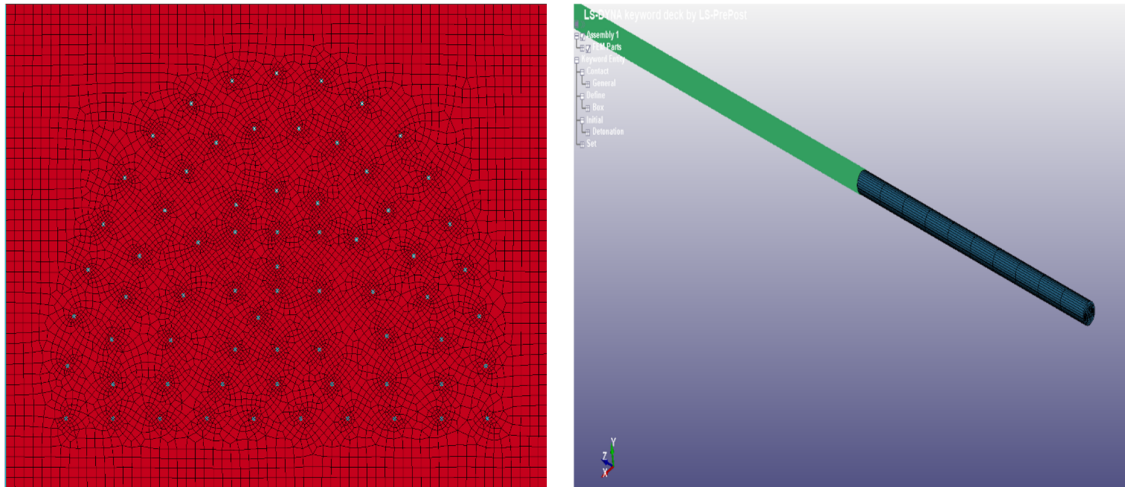 LS-DYNA keyword deck by LS-PrePost
Assembly 1
FEM Parts
Keyword Entity
Contact
General
Define
Box
Initial
Detonation
Set
Y
Z
X